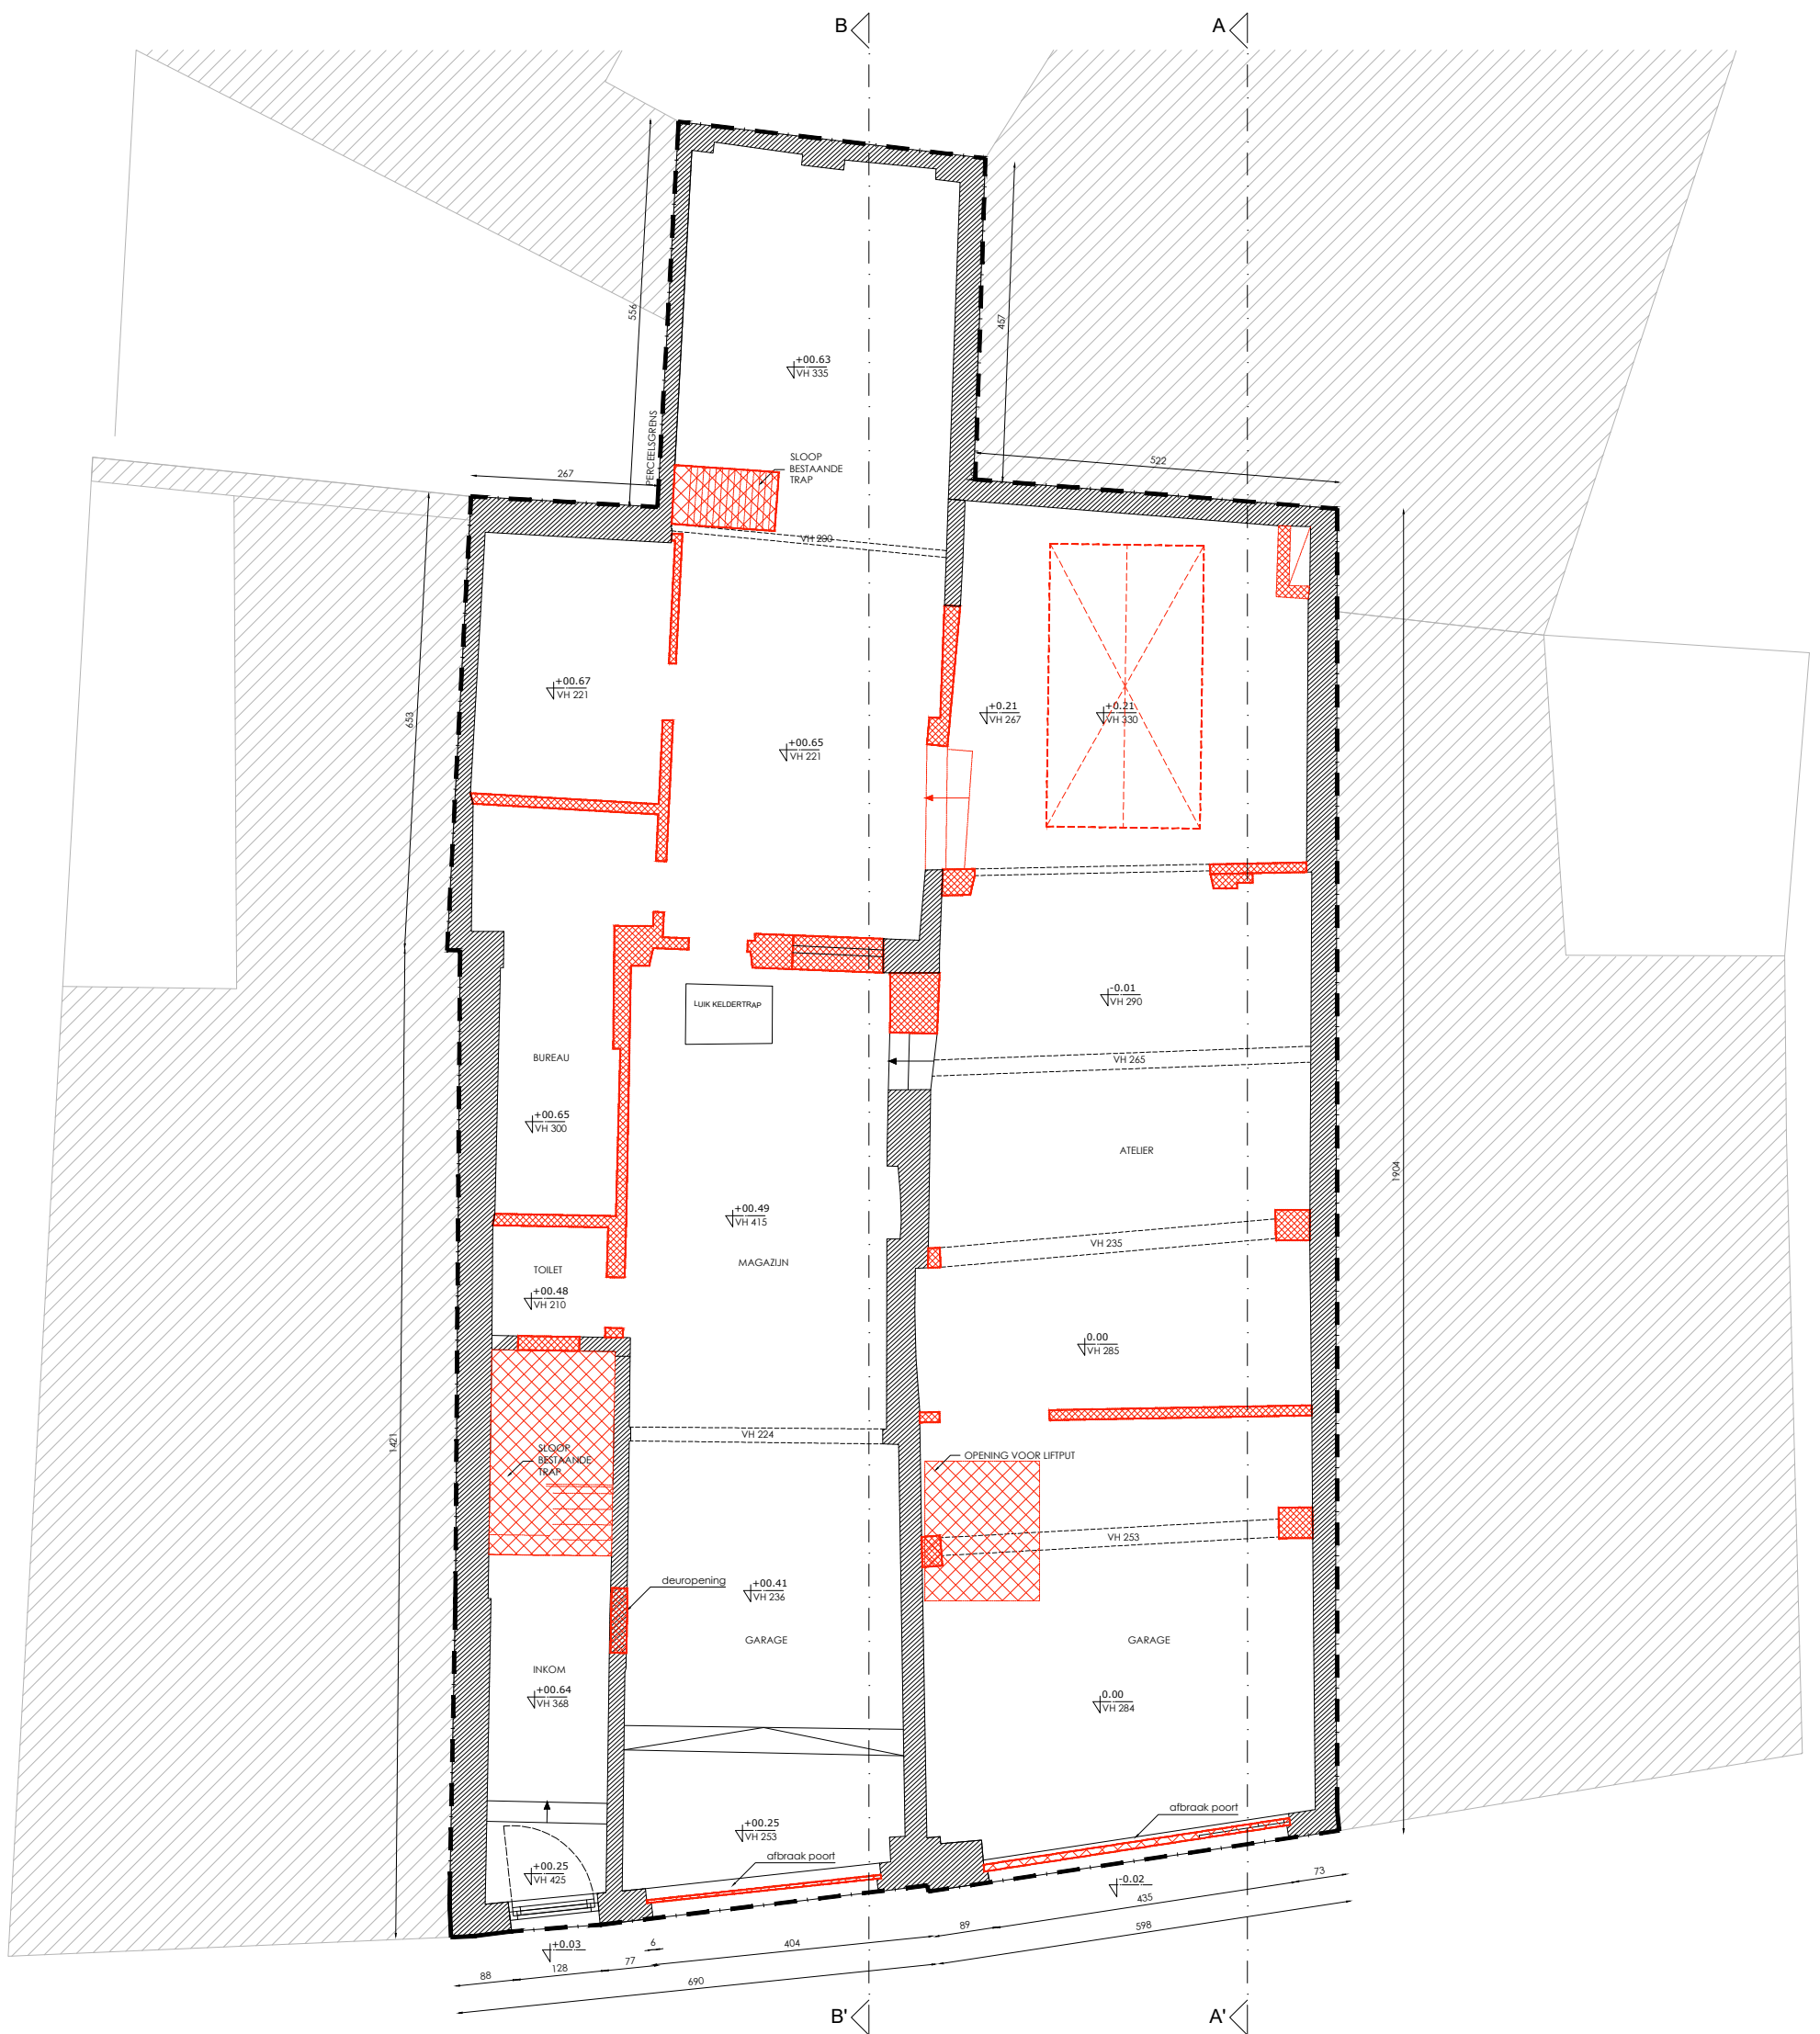 B
A
556
457
+00.63
VH 335
PERCEELSGRENS
SLOOP
BESTAANDE
TRAP
267
522
VH 200
653
+00.67
VH 221
+00.65
VH 221
+0.21
VH 267
+0.21
VH 330
LUIK KELDERTRAP
-0.01
VH 290
BUREAU
VH 265
+00.65
VH 300
ATELIER
1904
+00.49
VH 415
VH 235
MAGAZIJN
TOILET
+00.48
VH 210
0.00
VH 285
1421
VH 224
SLOOP
BESTAANDE
TRAP
OPENING VOOR LIFTPUT
VH 253
deuropening
+00.41
VH 236
GARAGE
GARAGE
INKOM
+00.64
VH 368
0.00
VH 284
afbraak poort
+00.25
VH 253
afbraak poort
+00.25
VH 425
-0.02
73
435
89
598
+0.03
6
404
77
128
88
690
B'
A'